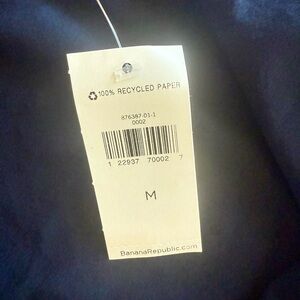 100% RECYCLED PAPER
876387-01-1
0002
1 22937 70002 7
M
BananaRepublic.com